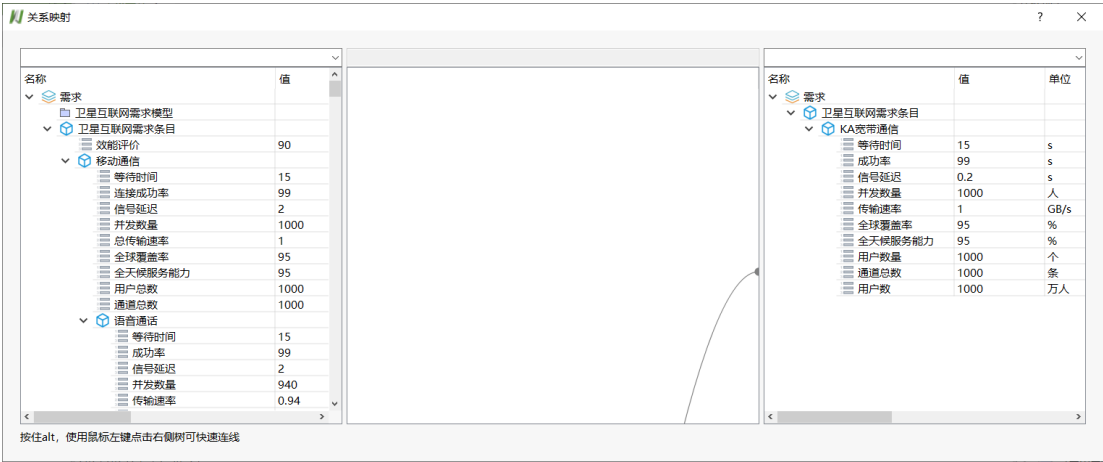 关系映射 ?
名称 值
需求
卫星互联网需求模型
卫星互联网需求条目
效能评价 90
移动通信
等待时间 15
连接成功率 99
信号延迟 2
并发数量 1000
总传输速率 1
全球覆盖率 95
全天候服务能力 95
用户总数 1000
通道总数 1000
语音通话
等待时间 15
成功率 99
信号延迟 2
并发数量 940
传输速率 0.94
名称 值 单位
需求
卫星互联网需求条目
KA宽带通信
等待时间 15 s
成功率 99 s
信号延迟 0.2 s
并发数量 1000 人
传输速率 1 GB/s
全球覆盖率 95 %
全天候服务能力 95 %
用户数量 1000 个
通道总数 1000 条
用户数 1000 万人
按住alt，使用鼠标左键点击右侧树可快速连线